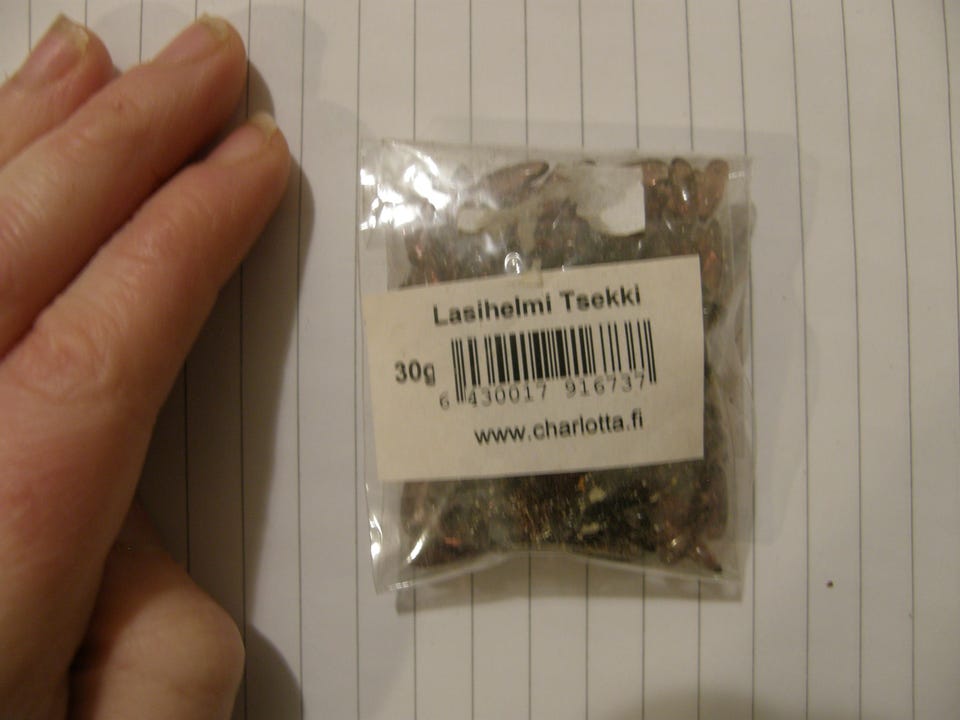 Lasihelmi Tsekki
30g
6 430017 916737
www.charlotta.fi